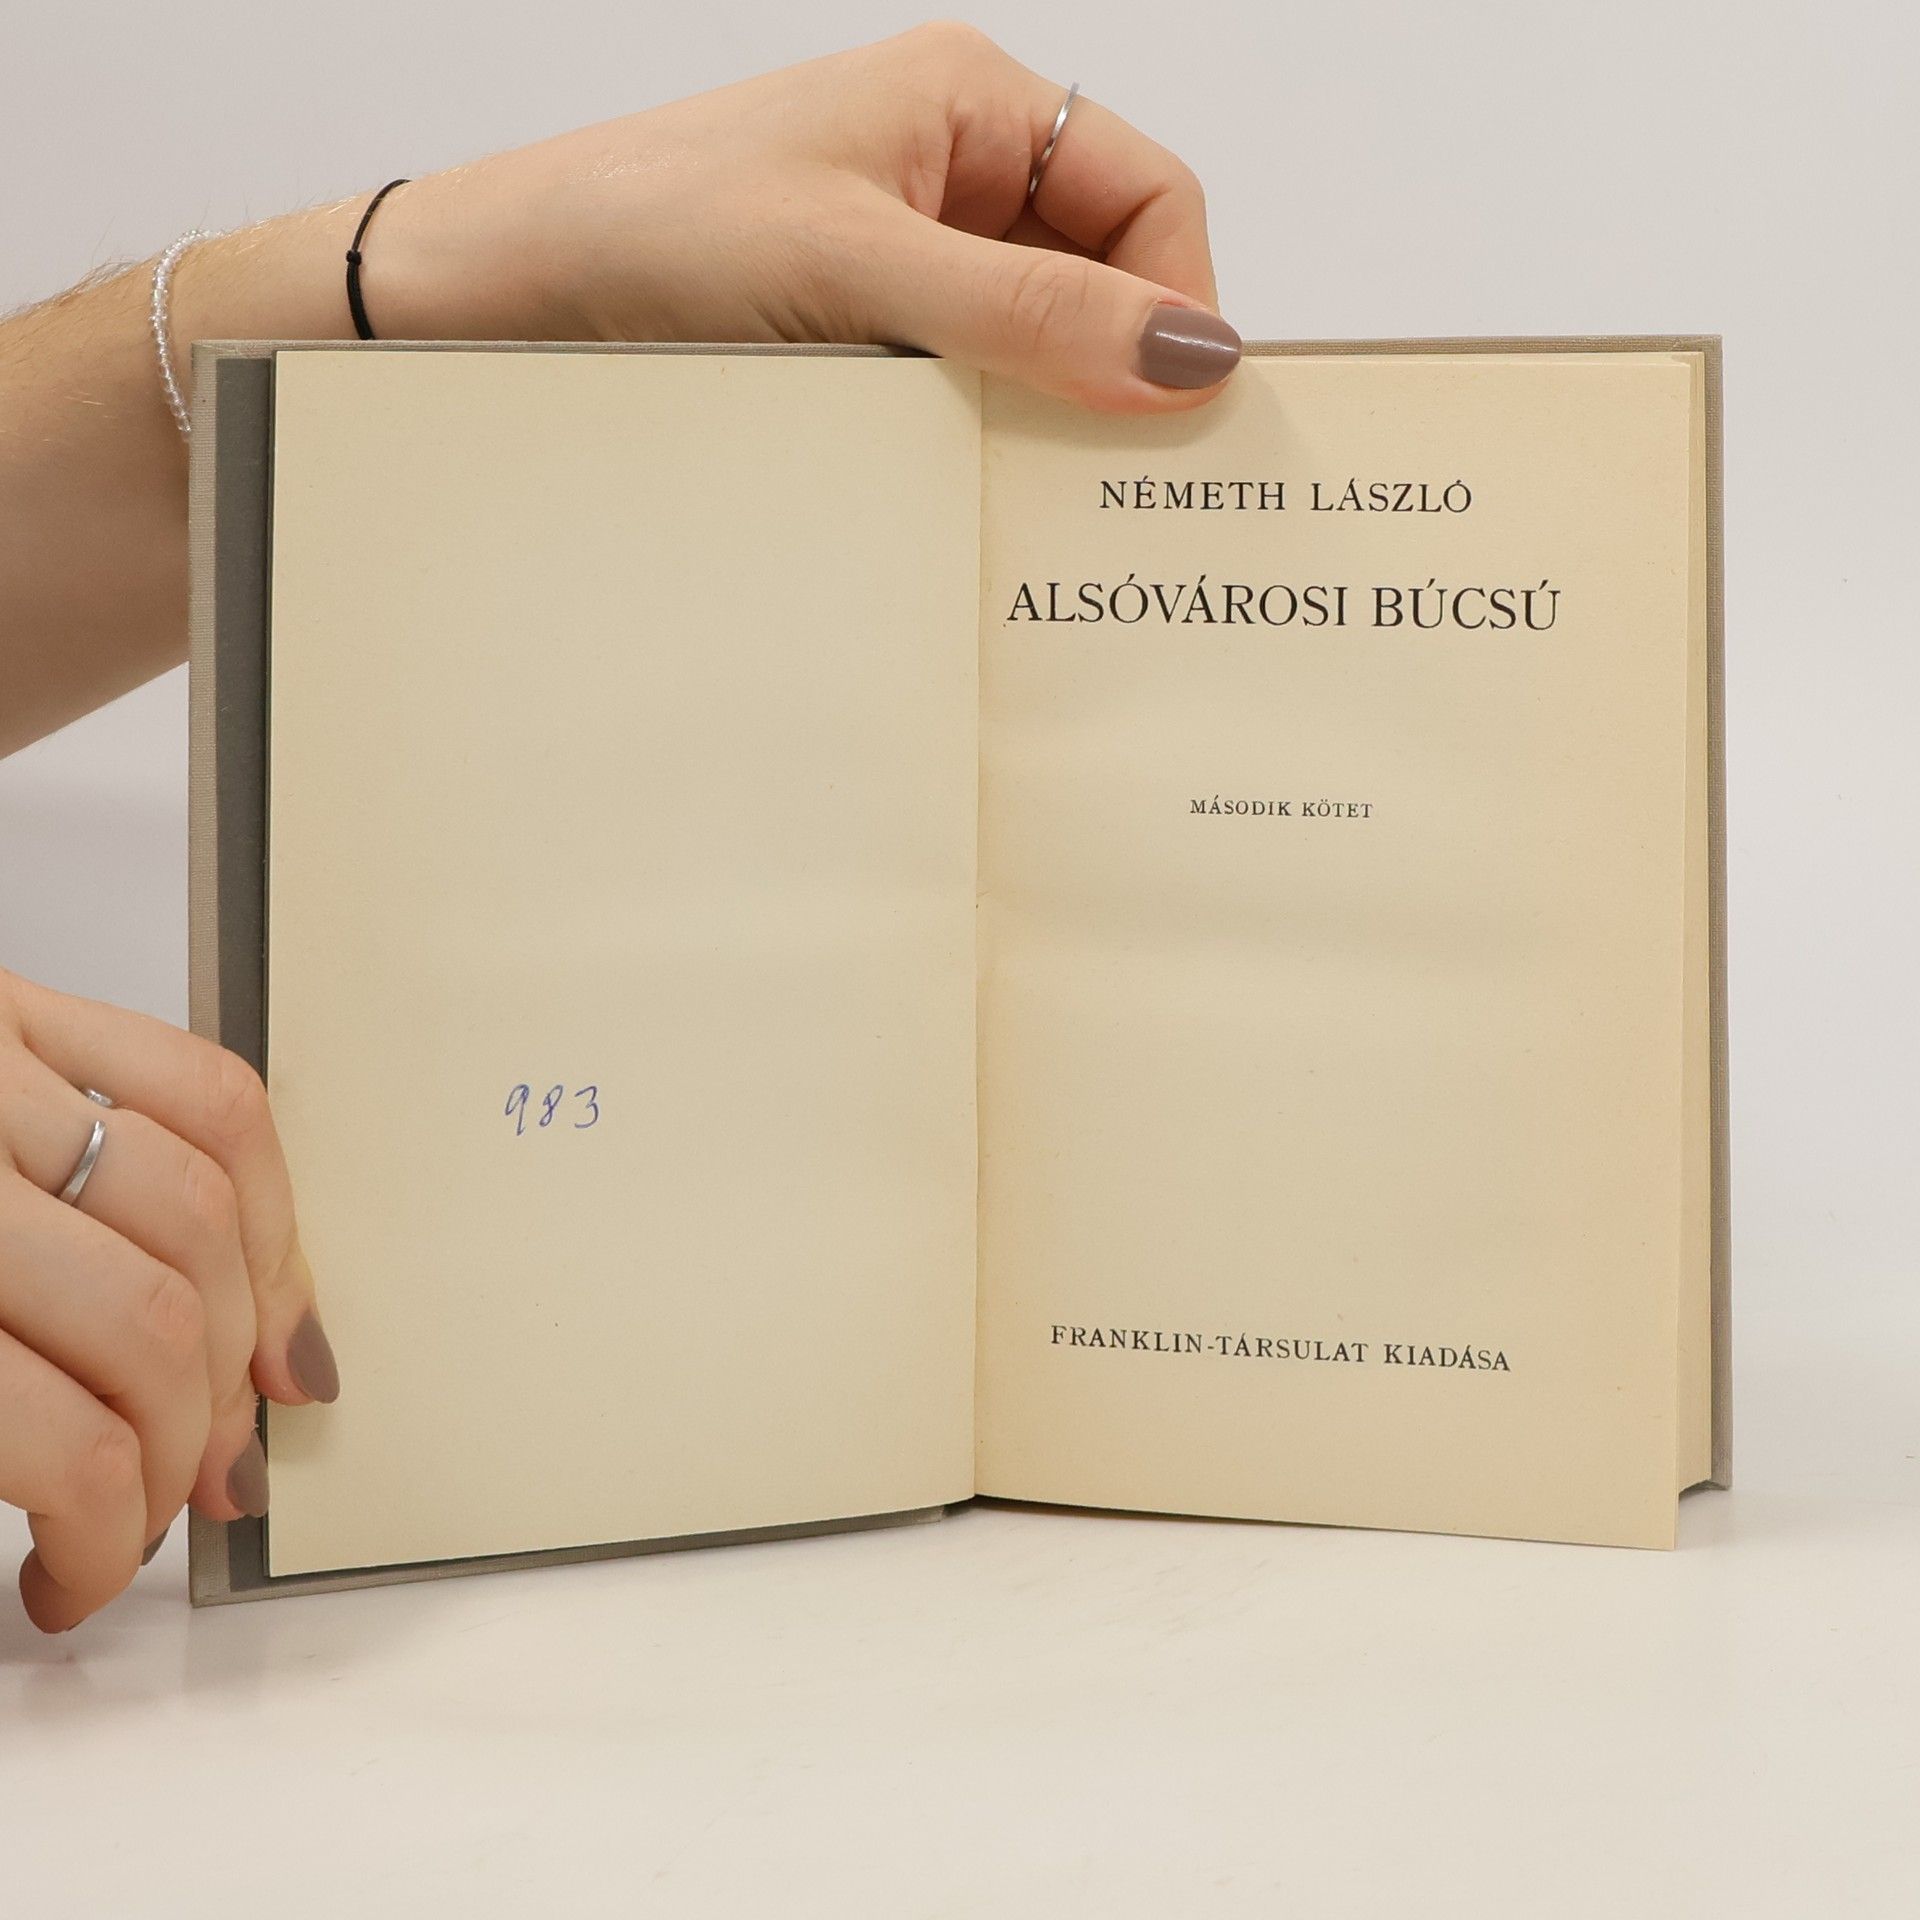 983
NÉMETH LÁSZLÓ
ALSÓVÁROSI BÚCSÚ
MÁSODIK KÖTET
FRANKLIN-TÁRSULAT KIADÁSA